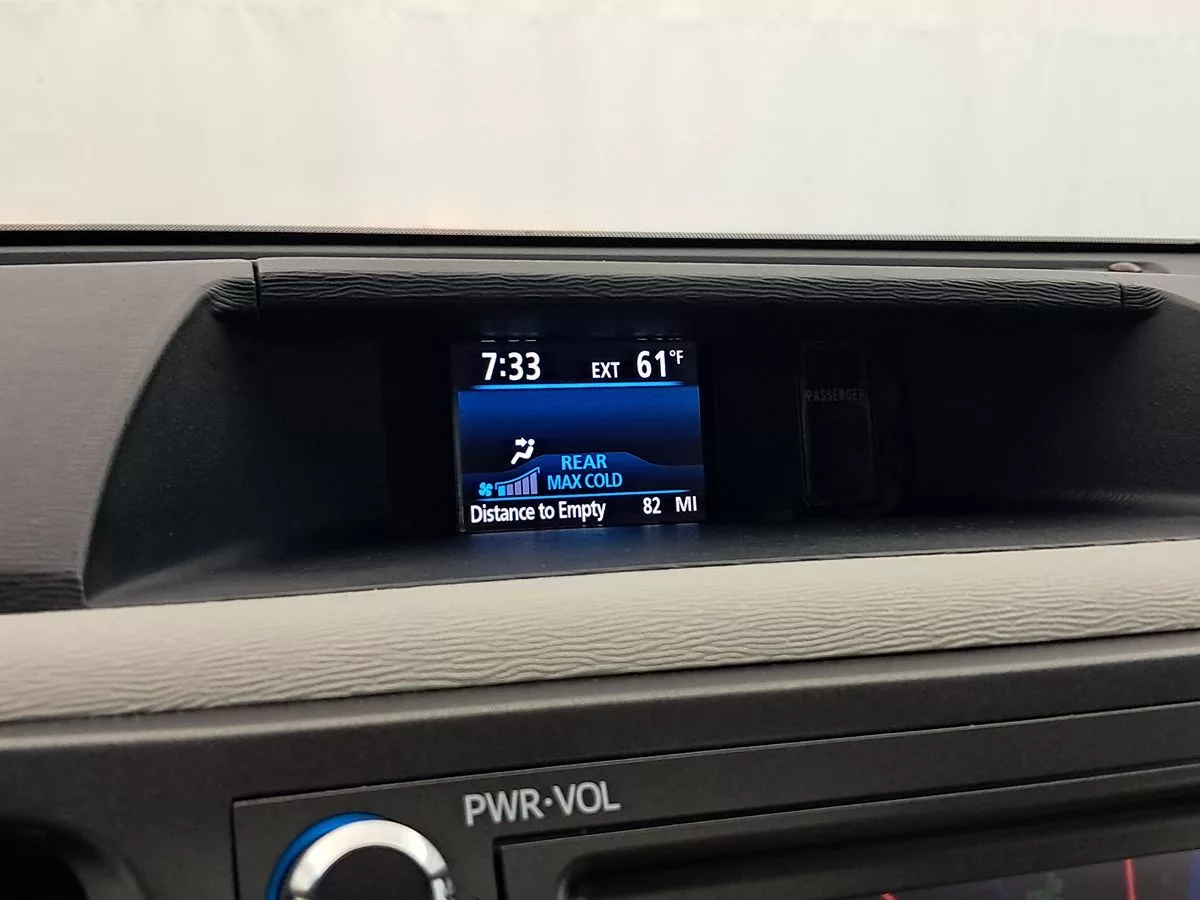 7:33 EXT 61°F
REAR
MAX COLD
Distance to Empty 82 MI
PASSENGER
PWR·VOL